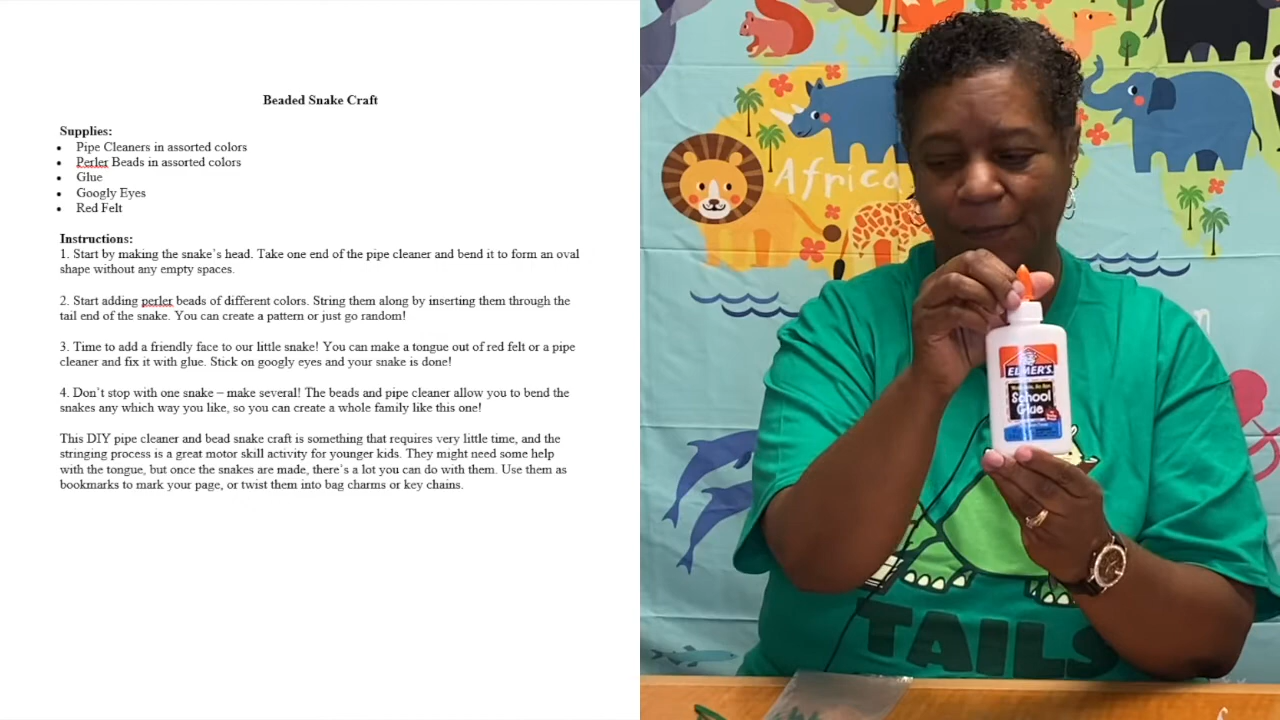 Beaded Snake Craft
Supplies:
• Pipe Cleaners in assorted colors
• Perler Beads in assorted colors
• Glue
• Googly Eyes
• Red Felt
Instructions:
1. Start by making the snake’s head. Take one end of the pipe cleaner and bend it to form an oval
shape without any empty spaces.
2. Start adding perler beads of different colors. String them along by inserting them through the
tail end of the snake. You can create a pattern or just go random!
3. Time to add a friendly face to our little snake! You can make a tongue out of red felt or a pipe
cleaner and fix it with glue. Stick on googly eyes and your snake is done!
4. Don’t stop with one snake – make several! The beads and pipe cleaner allow you to bend the
snakes any which way you like, so you can create a whole family like this one!
This DIY pipe cleaner and bead snake craft is something that requires very little time, and the
stringing process is a great motor skill activity for younger kids. They might need some help
with the tongue, but once the snakes are made, there’s a lot you can do with them. Use them as
bookmarks to mark your page, or twist them into bag charms or key chains.
Africa
ELMER'S
School
Glue
TAILS